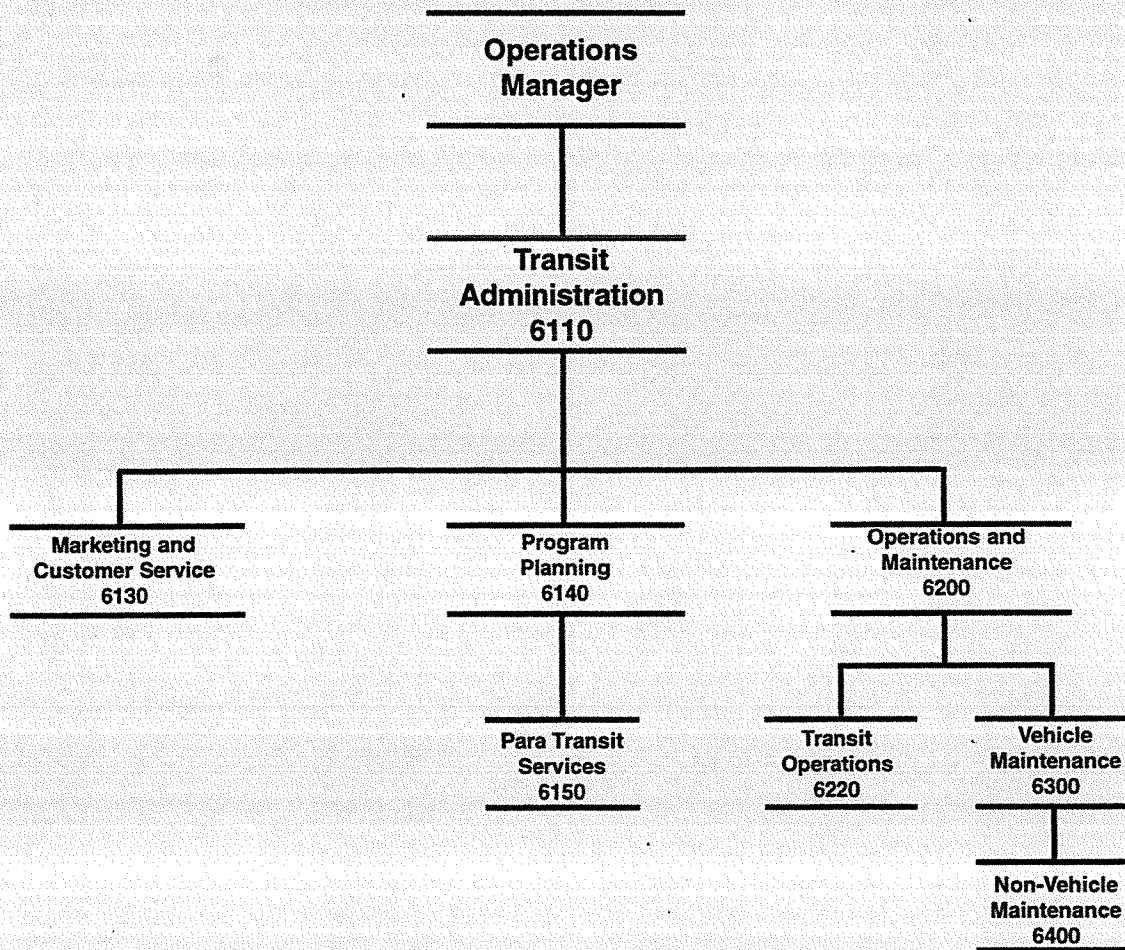 Operations
Manager
Transit
Administration
6110
Marketing and
Customer Service
6130
Program
Planning
6140
Operations and
Maintenance
6200
Para Transit
Services
6150
Transit
Operations
6220
Vehicle
Maintenance
6300
Non-Vehicle
Maintenance
6400